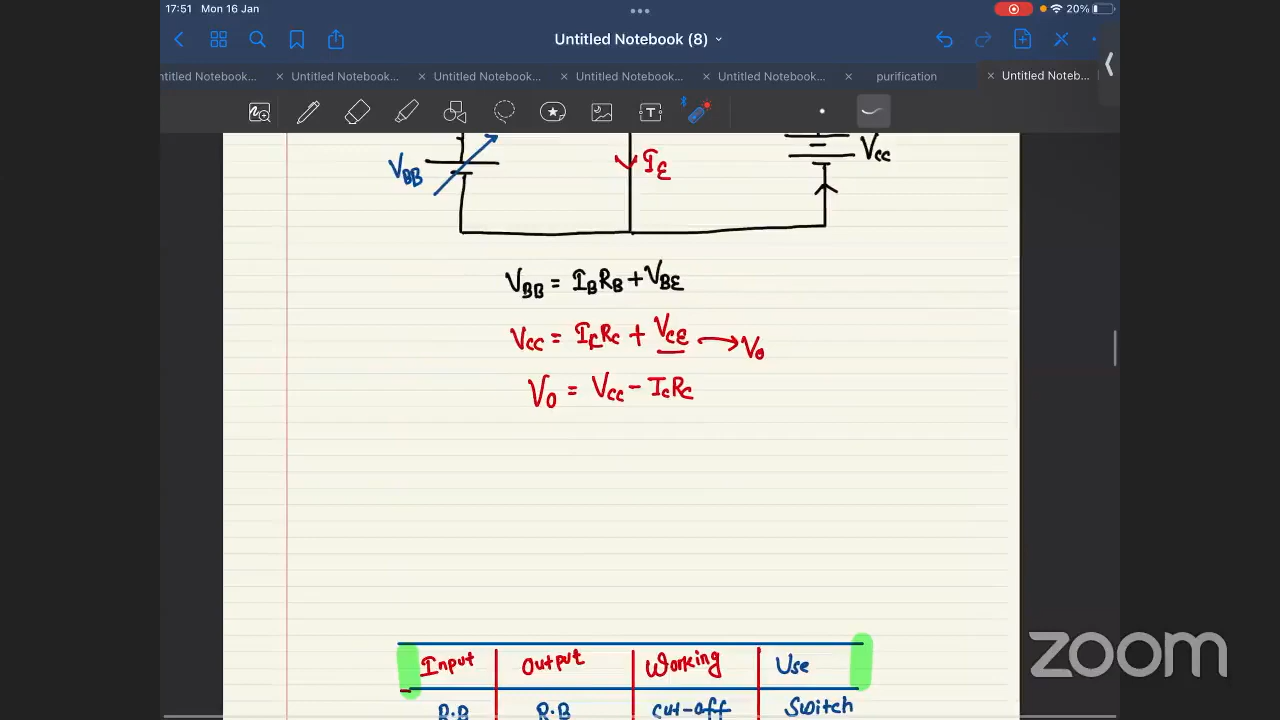 17:51 Mon 16 Jan
20%
Untitled Notebook (8)
ntitled Notebook...
Untitled Notebook...
Untitled Notebook...
Untitled Notebook...
Untitled Notebook...
purification
Untitled Noteb...
T
VBB
IE
VCC
VBB = IBRB + VBE
VCC = ICRC + VCE → V0
V0 = VCC - ICRC
Input Output Working Use
R.B R.B cut-off Switch
zoom